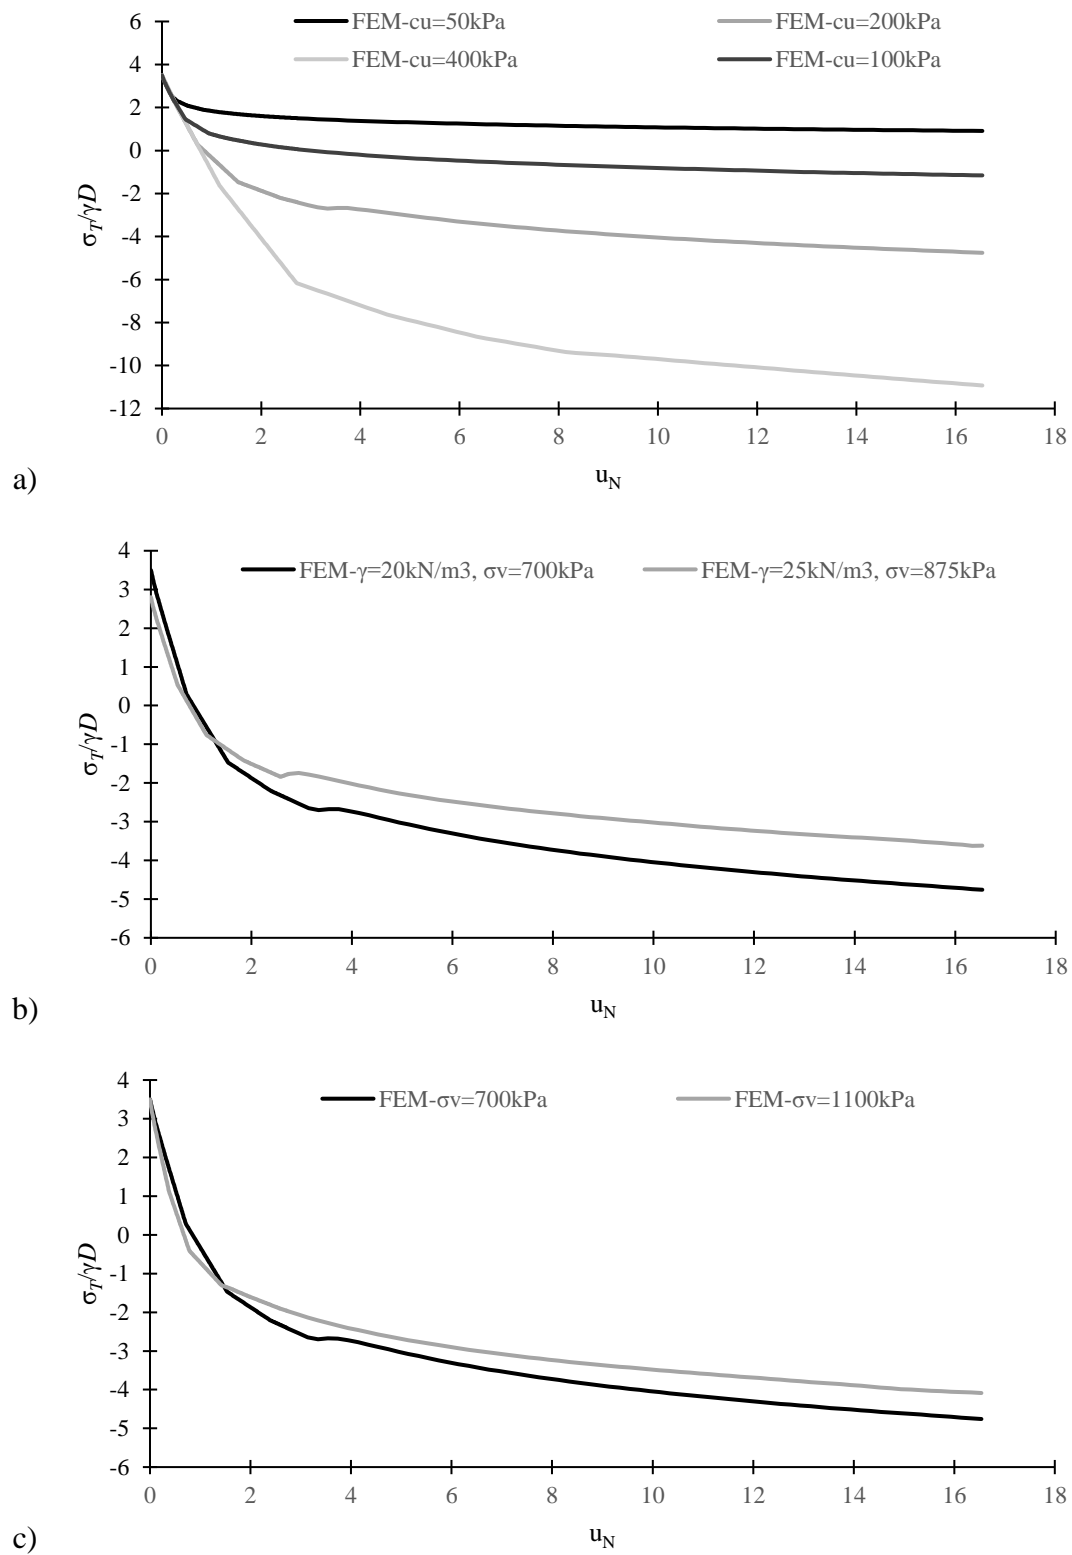 FEM-cu=50kPa FEM-cu=200kPa
FEM-cu=400kPa FEM-cu=100kPa
6
4
2
0
-2
-4
-6
-8
-10
-12
σT/γD
0 2 4 6 8 10 12 14 16 18
uN
a)
FEM-γ=20kN/m3, σv=700kPa FEM-γ=25kN/m3, σv=875kPa
4
3
2
1
0
-1
-2
-3
-4
-5
-6
σT/γD
0 2 4 6 8 10 12 14 16 18
uN
b)
FEM-σv=700kPa FEM-σv=1100kPa
4
3
2
1
0
-1
-2
-3
-4
-5
-6
σT/γD
0 2 4 6 8 10 12 14 16 18
uN
c)